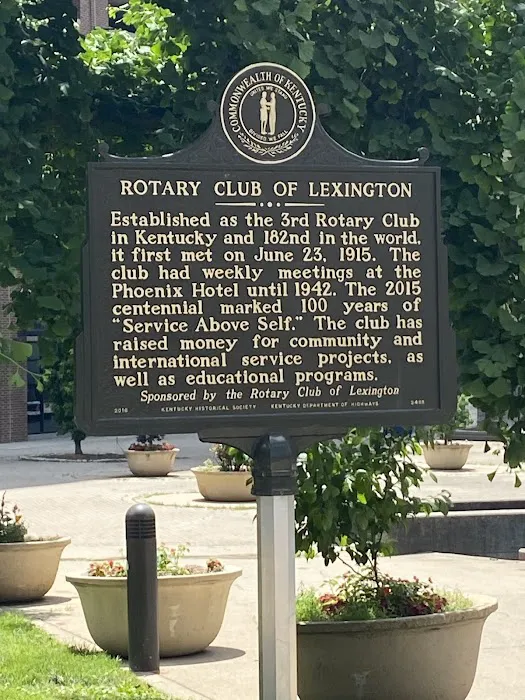 COMMONWEALTH OF KENTUCKY
UNITED WE STAND
DIVIDED WE FALL
ROTARY CLUB OF LEXINGTON
Established as the 3rd Rotary Club
in Kentucky and 182nd in the world,
it first met on June 23, 1915. The
club had weekly meetings at the
Phoenix Hotel until 1942. The 2015
centennial marked 100 years of
“Service Above Self.” The club has
raised money for community and
international service projects, as
well as educational programs.
Sponsored by the Rotary Club of Lexington
2016 KENTUCKY HISTORICAL SOCIETY KENTUCKY DEPARTMENT OF HIGHWAYS